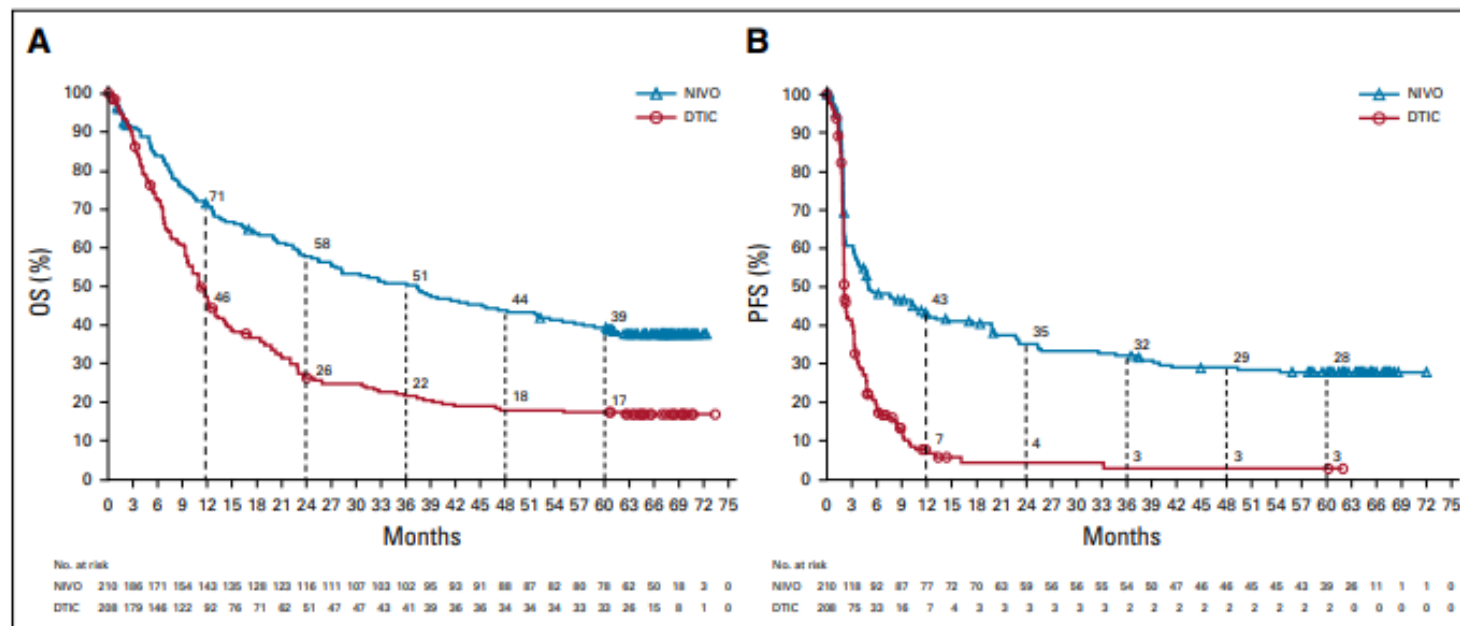 A
B
100
90
80
70
60
50
40
30
20
10
0
OS (%)
NIVO
DTIC
71
58
51
44
39
46
26
22
18
17
0 3 6 9 12 15 18 21 24 27 30 33 36 39 42 45 48 51 54 57 60 63 66 69 72 75
Months
No. at risk
NIVO 210 186 171 154 143 135 128 123 116 111 107 103 102 95 93 91 88 87 82 80 78 62 50 18 3 0
DTIC 208 179 146 122 92 76 71 62 51 47 47 43 41 39 36 36 34 34 34 33 33 26 15 8 1 0
100
90
80
70
60
50
40
30
20
10
0
PFS (%)
NIVO
DTIC
43
35
32
29
28
7
4
3
3
3
0 3 6 9 12 15 18 21 24 27 30 33 36 39 42 45 48 51 54 57 60 63 66 69 72 75
Months
No. at risk
NIVO 210 118 92 87 77 72 70 63 59 56 56 55 54 50 47 46 46 45 45 43 39 26 11 1 1 0
DTIC 208 75 33 16 7 4 3 3 3 3 3 3 2 2 2 2 2 2 2 2 2 0 0 0 0 0